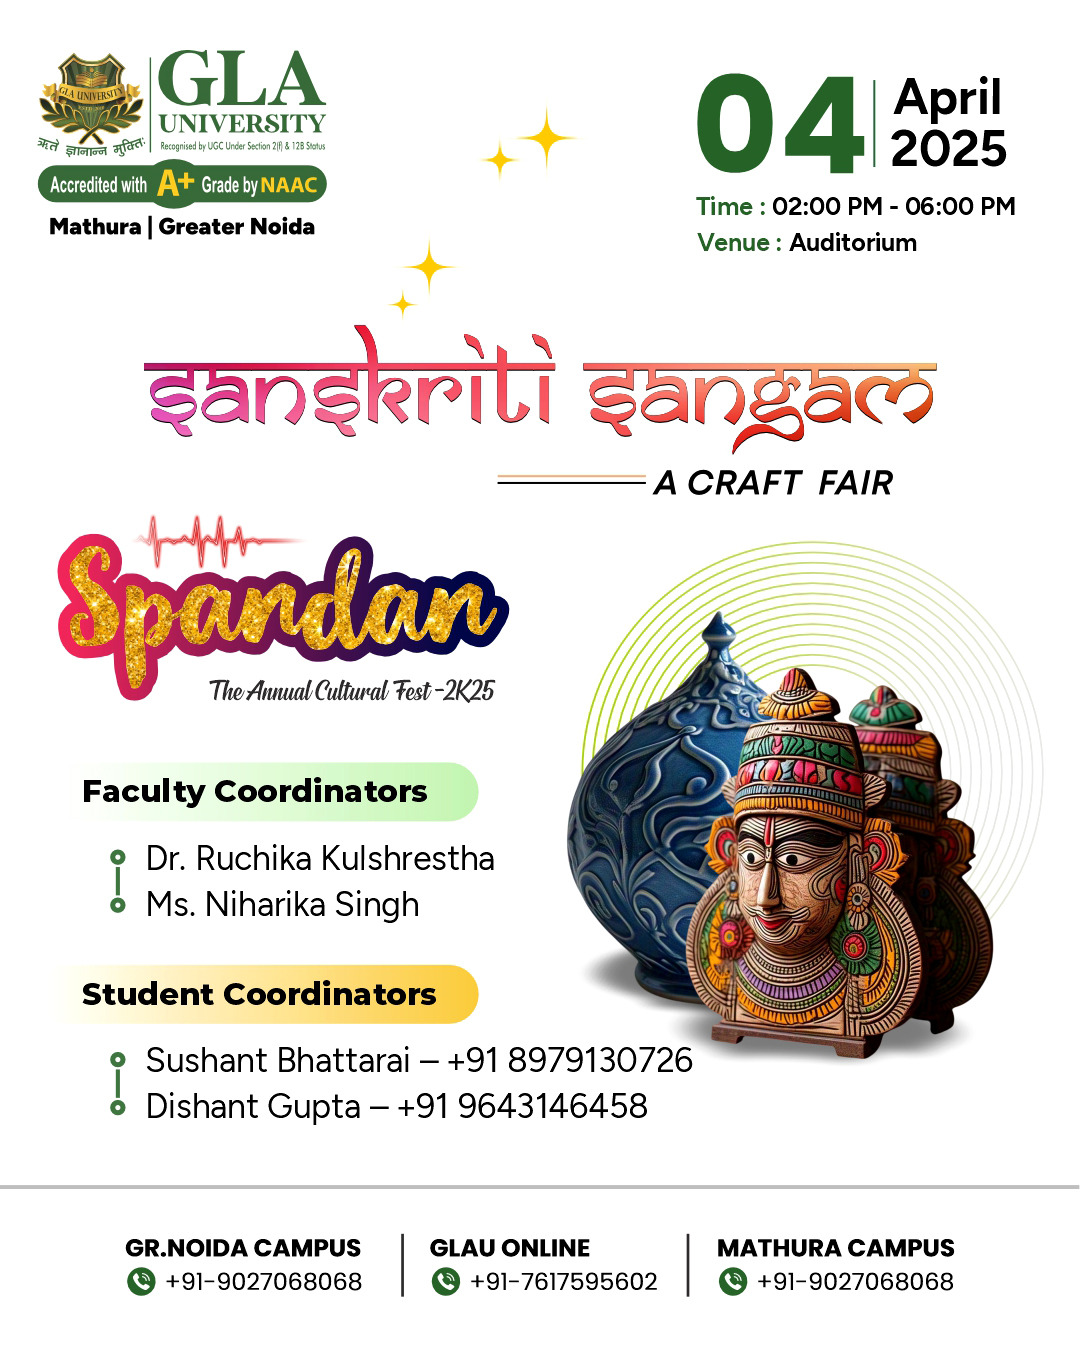 GLA UNIVERSITY
ऋते ज्ञानान्न मुक्तिः
GLA
UNIVERSITY
Recognised by UGC Under Section 2(f) & 12B Status
Accredited with A+ Grade by NAAC
Mathura | Greater Noida
04 April
2025
Time : 02:00 PM - 06:00 PM
Venue : Auditorium
sanskriti sangam
A CRAFT FAIR
Spandan
The Annual Cultural Fest -2K25
Faculty Coordinators
Dr. Ruchika Kulshrestha
Ms. Niharika Singh
Student Coordinators
Sushant Bhattarai – +91 8979130726
Dishant Gupta – +91 9643146458
GR.NOIDA CAMPUS
+91-9027068068
GLAU ONLINE
+91-7617595602
MATHURA CAMPUS
+91-9027068068